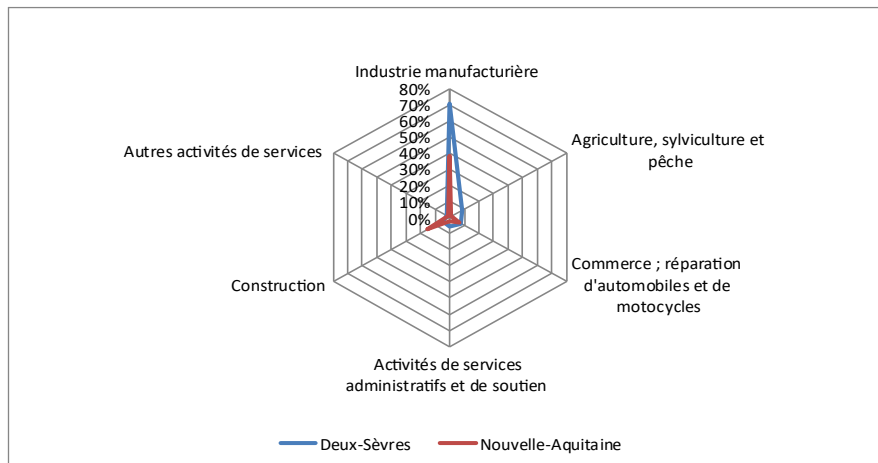 Industrie manufacturière
80%
70%
60%
50%
40%
30%
20%
10%
0%
Agriculture, sylviculture et
pêche
Commerce ; réparation
d'automobiles et de
motocycles
Activités de services
administratifs et de soutien
Construction
Autres activités de services
Deux-Sèvres
Nouvelle-Aquitaine